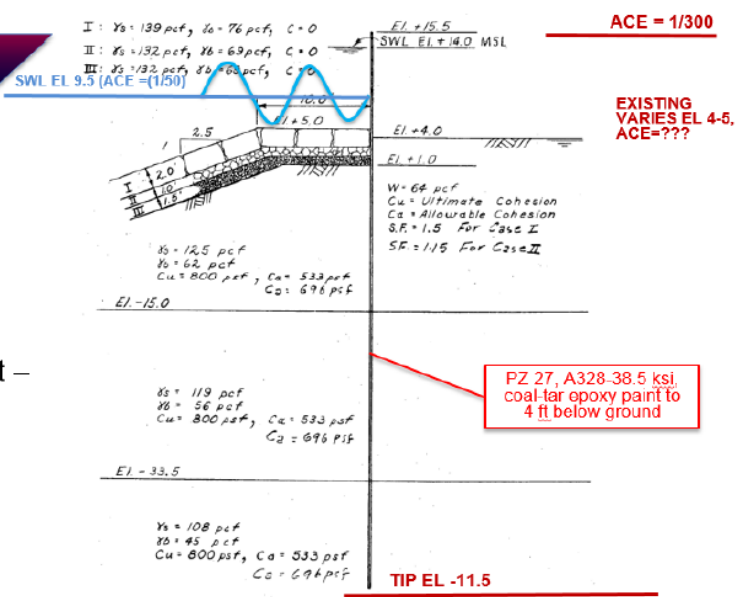 I: γs = 139 pcf, γb = 76 pcf, C = 0
El. +15.5
ACE = 1/300
II: γs = 132 pcf, γb = 69 pcf, C = 0
SWL El. +14.0 MSL
III: γs = 132 pcf, γb = 69 pcf, C = 0
SWL EL 9.5 (ACE =(1/50)
10.0'
EXISTING
VARIES EL 4-5,
ACE=???
El. +5.0
El. +4.0
1
2.5
El. +1.0
I
2.0'
II
1.0'
III
1.5'
W = 64 pcf
Cu = Ultimate Cohesion
Ca = Allowable Cohesion
S.F. = 1.5 For Case I
SF. = 1.15 For Case II
γs = 125 pcf
γb = 62 pcf
Cu = 800 psf, Ca = 533 psf
Ca = 696 psf
El. -15.0
t –
PZ 27, A328-38.5 ksi,
coal-tar epoxy paint to
4 ft below ground
γs = 119 pcf
γb = 56 pcf
Cu = 800 psf, Ca = 533 psf
Ca = 696 psf
El. -33.5
γs = 108 pcf
γb = 45 pcf
Cu = 800 psf, Ca = 533 psf
Ca = 696 psf
TIP EL -11.5